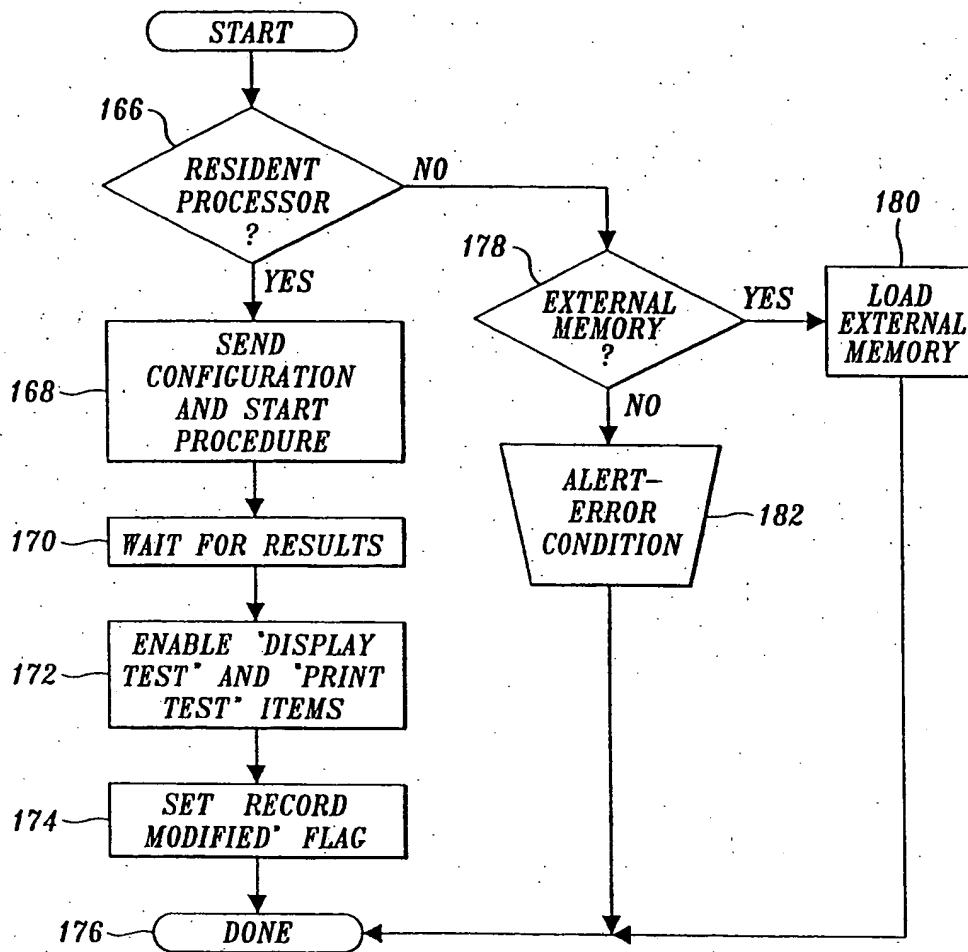 START
166
RESIDENT
PROCESSOR
?
NO
YES
168
SEND
CONFIGURATION
AND START
PROCEDURE
170
WAIT FOR RESULTS
172
ENABLE "DISPLAY
TEST" AND "PRINT
TEST" ITEMS
174
SET RECORD
MODIFIED" FLAG
176
DONE
178
EXTERNAL
MEMORY
?
YES
NO
180
LOAD
EXTERNAL
MEMORY
ALERT-
ERROR
CONDITION
182